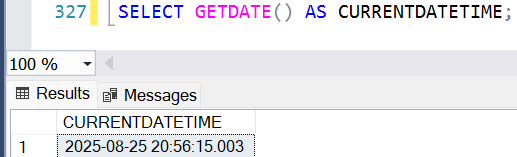 327 SELECT GETDATE() AS CURRENTDATETIME;
100 %
Results Messages
CURRENTDATETIME
1 2025-08-25 20:56:15.003